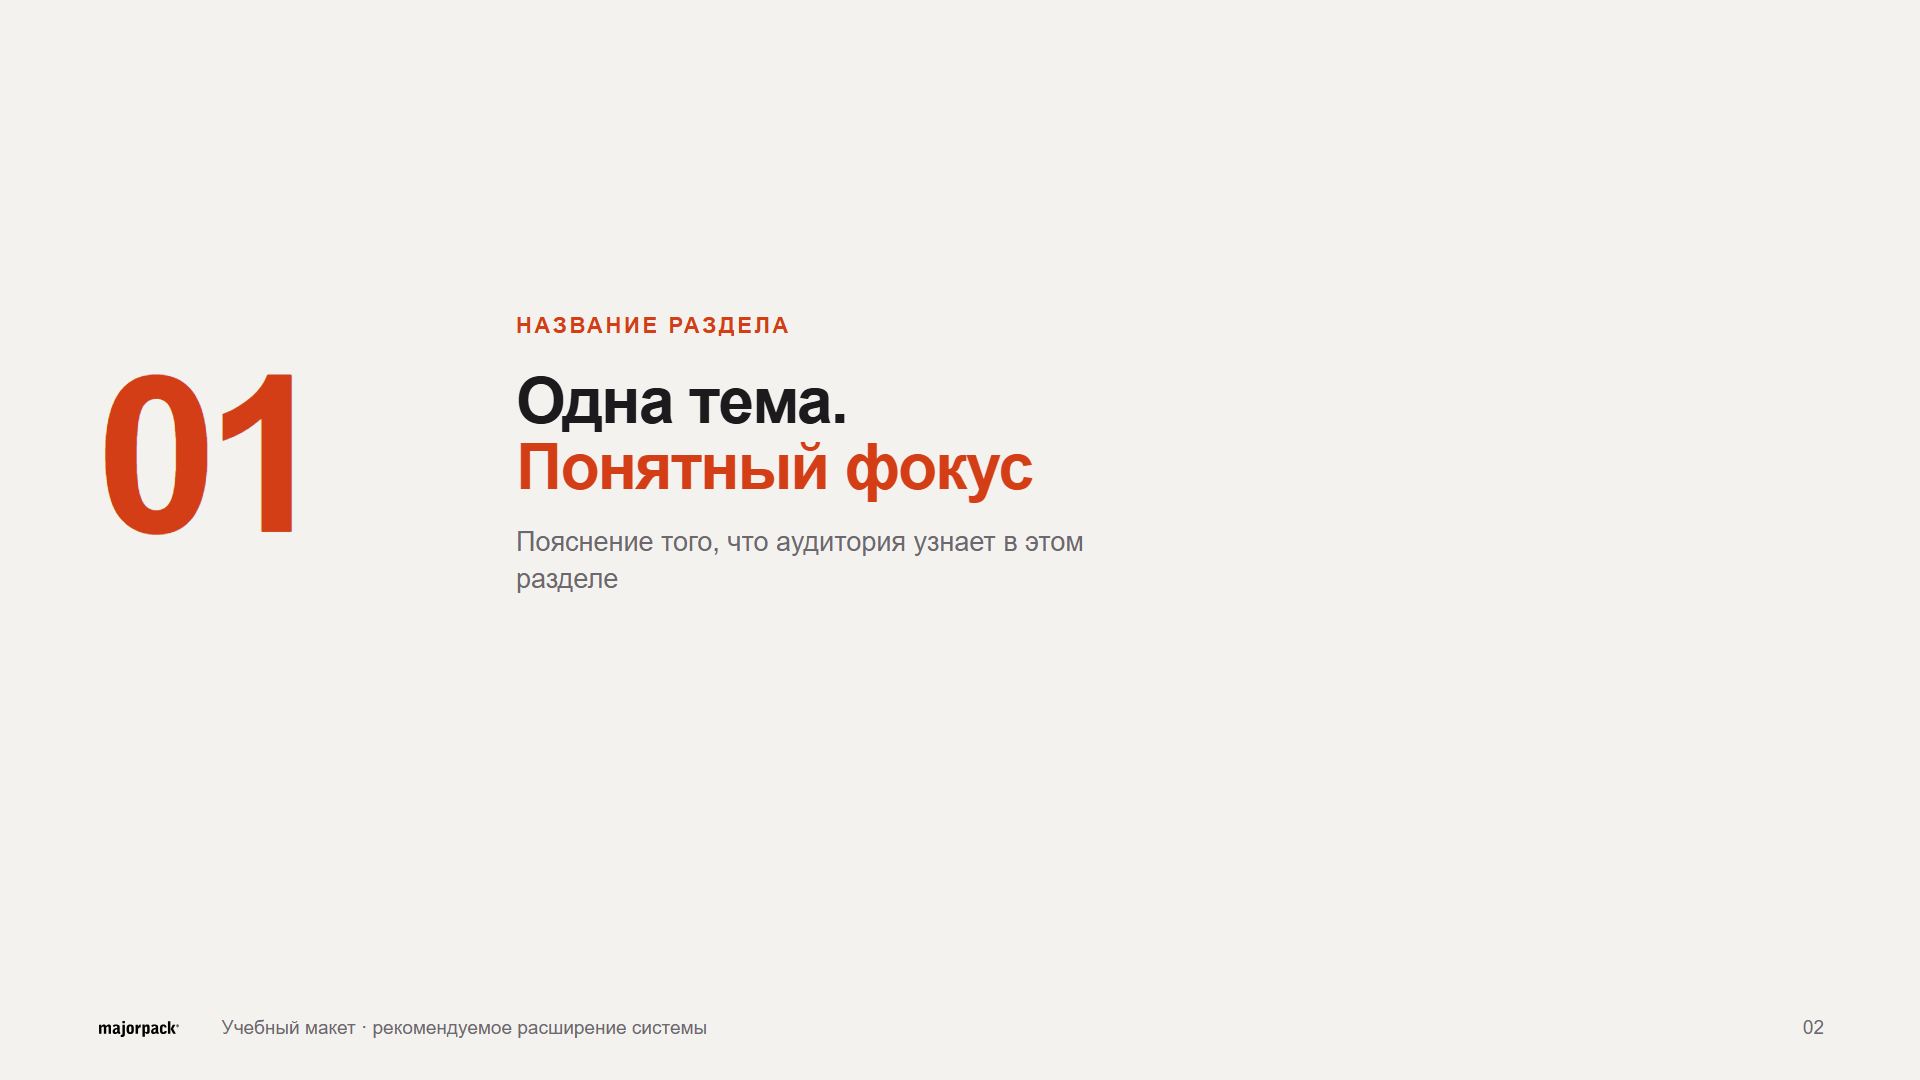 НАЗВАНИЕ РАЗДЕЛА
01
Одна тема.
Понятный фокус
Пояснение того, что аудитория узнает в этом
разделе
majorpack
Учебный макет · рекомендуемое расширение системы
02